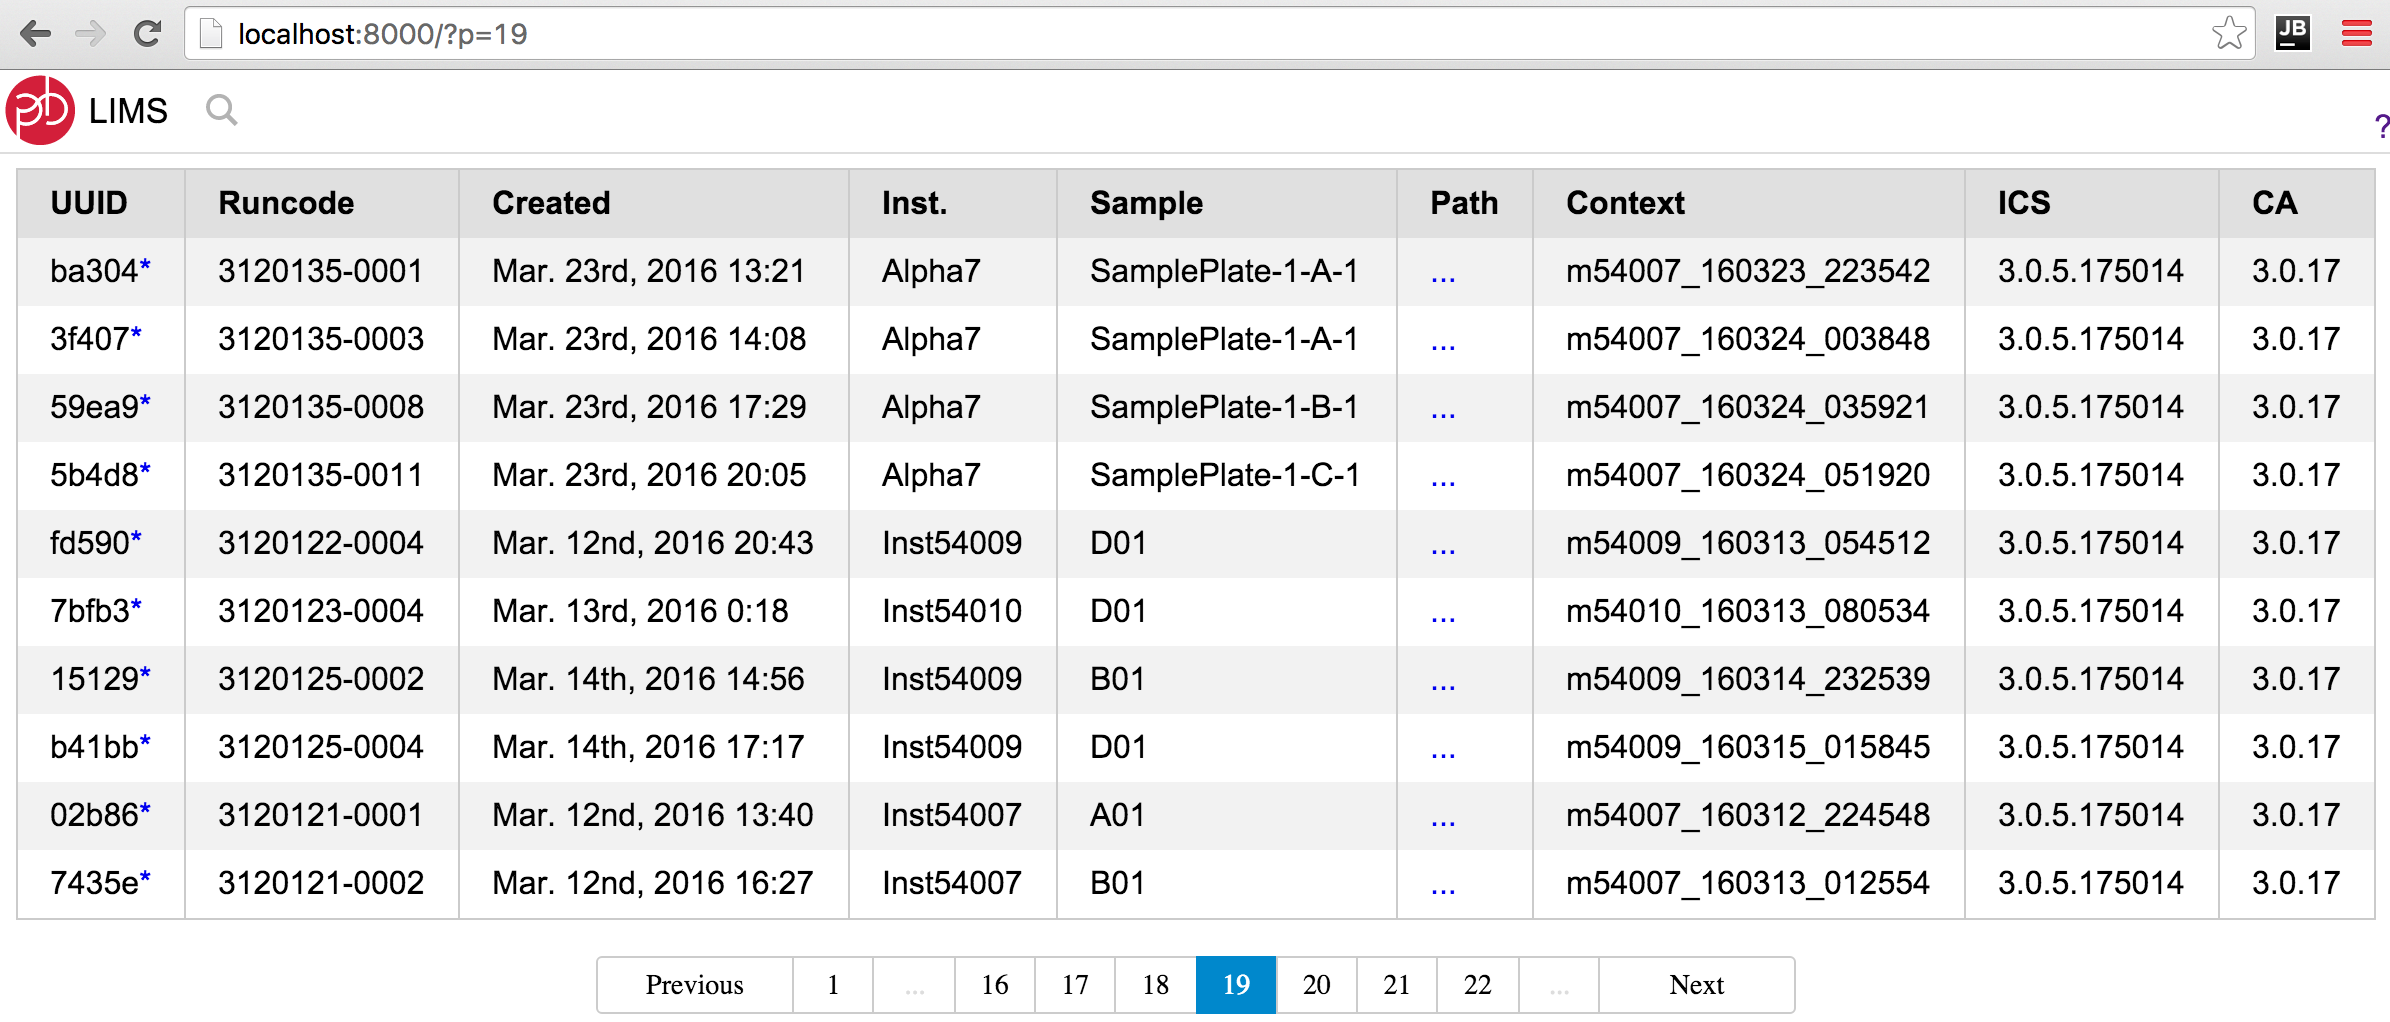 localhost:8000/?p=19
JB
pb LIMS
?
UUID Runcode Created Inst. Sample Path Context ICS CA
ba304* 3120135-0001 Mar. 23rd, 2016 13:21 Alpha7 SamplePlate-1-A-1 ... m54007_160323_223542 3.0.5.175014 3.0.17
3f407* 3120135-0003 Mar. 23rd, 2016 14:08 Alpha7 SamplePlate-1-A-1 ... m54007_160324_003848 3.0.5.175014 3.0.17
59ea9* 3120135-0008 Mar. 23rd, 2016 17:29 Alpha7 SamplePlate-1-B-1 ... m54007_160324_035921 3.0.5.175014 3.0.17
5b4d8* 3120135-0011 Mar. 23rd, 2016 20:05 Alpha7 SamplePlate-1-C-1 ... m54007_160324_051920 3.0.5.175014 3.0.17
fd590* 3120122-0004 Mar. 12nd, 2016 20:43 Inst54009 D01 ... m54009_160313_054512 3.0.5.175014 3.0.17
7bfb3* 3120123-0004 Mar. 13rd, 2016 0:18 Inst54010 D01 ... m54010_160313_080534 3.0.5.175014 3.0.17
15129* 3120125-0002 Mar. 14th, 2016 14:56 Inst54009 B01 ... m54009_160314_232539 3.0.5.175014 3.0.17
b41bb* 3120125-0004 Mar. 14th, 2016 17:17 Inst54009 D01 ... m54009_160315_015845 3.0.5.175014 3.0.17
02b86* 3120121-0001 Mar. 12nd, 2016 13:40 Inst54007 A01 ... m54007_160312_224548 3.0.5.175014 3.0.17
7435e* 3120121-0002 Mar. 12nd, 2016 16:27 Inst54007 B01 ... m54007_160313_012554 3.0.5.175014 3.0.17
Previous 1 ... 16 17 18 19 20 21 22 ... Next